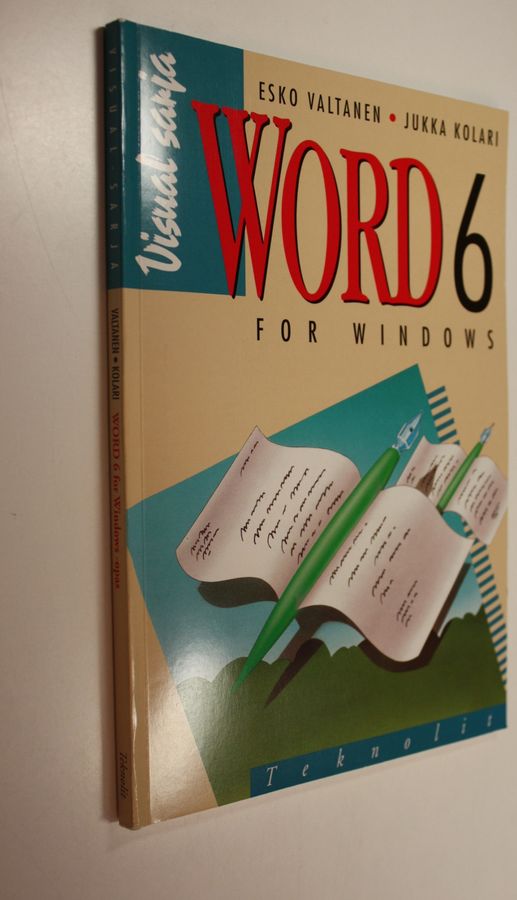 VISUAL-SARJA
VALTANEN • KOLARI
WORD 6 for Windows -opas
Teknolit
Visual sarja
ESKO VALTANEN • JUKKA KOLARI
WORD 6
FOR WINDOWS
Teknolit